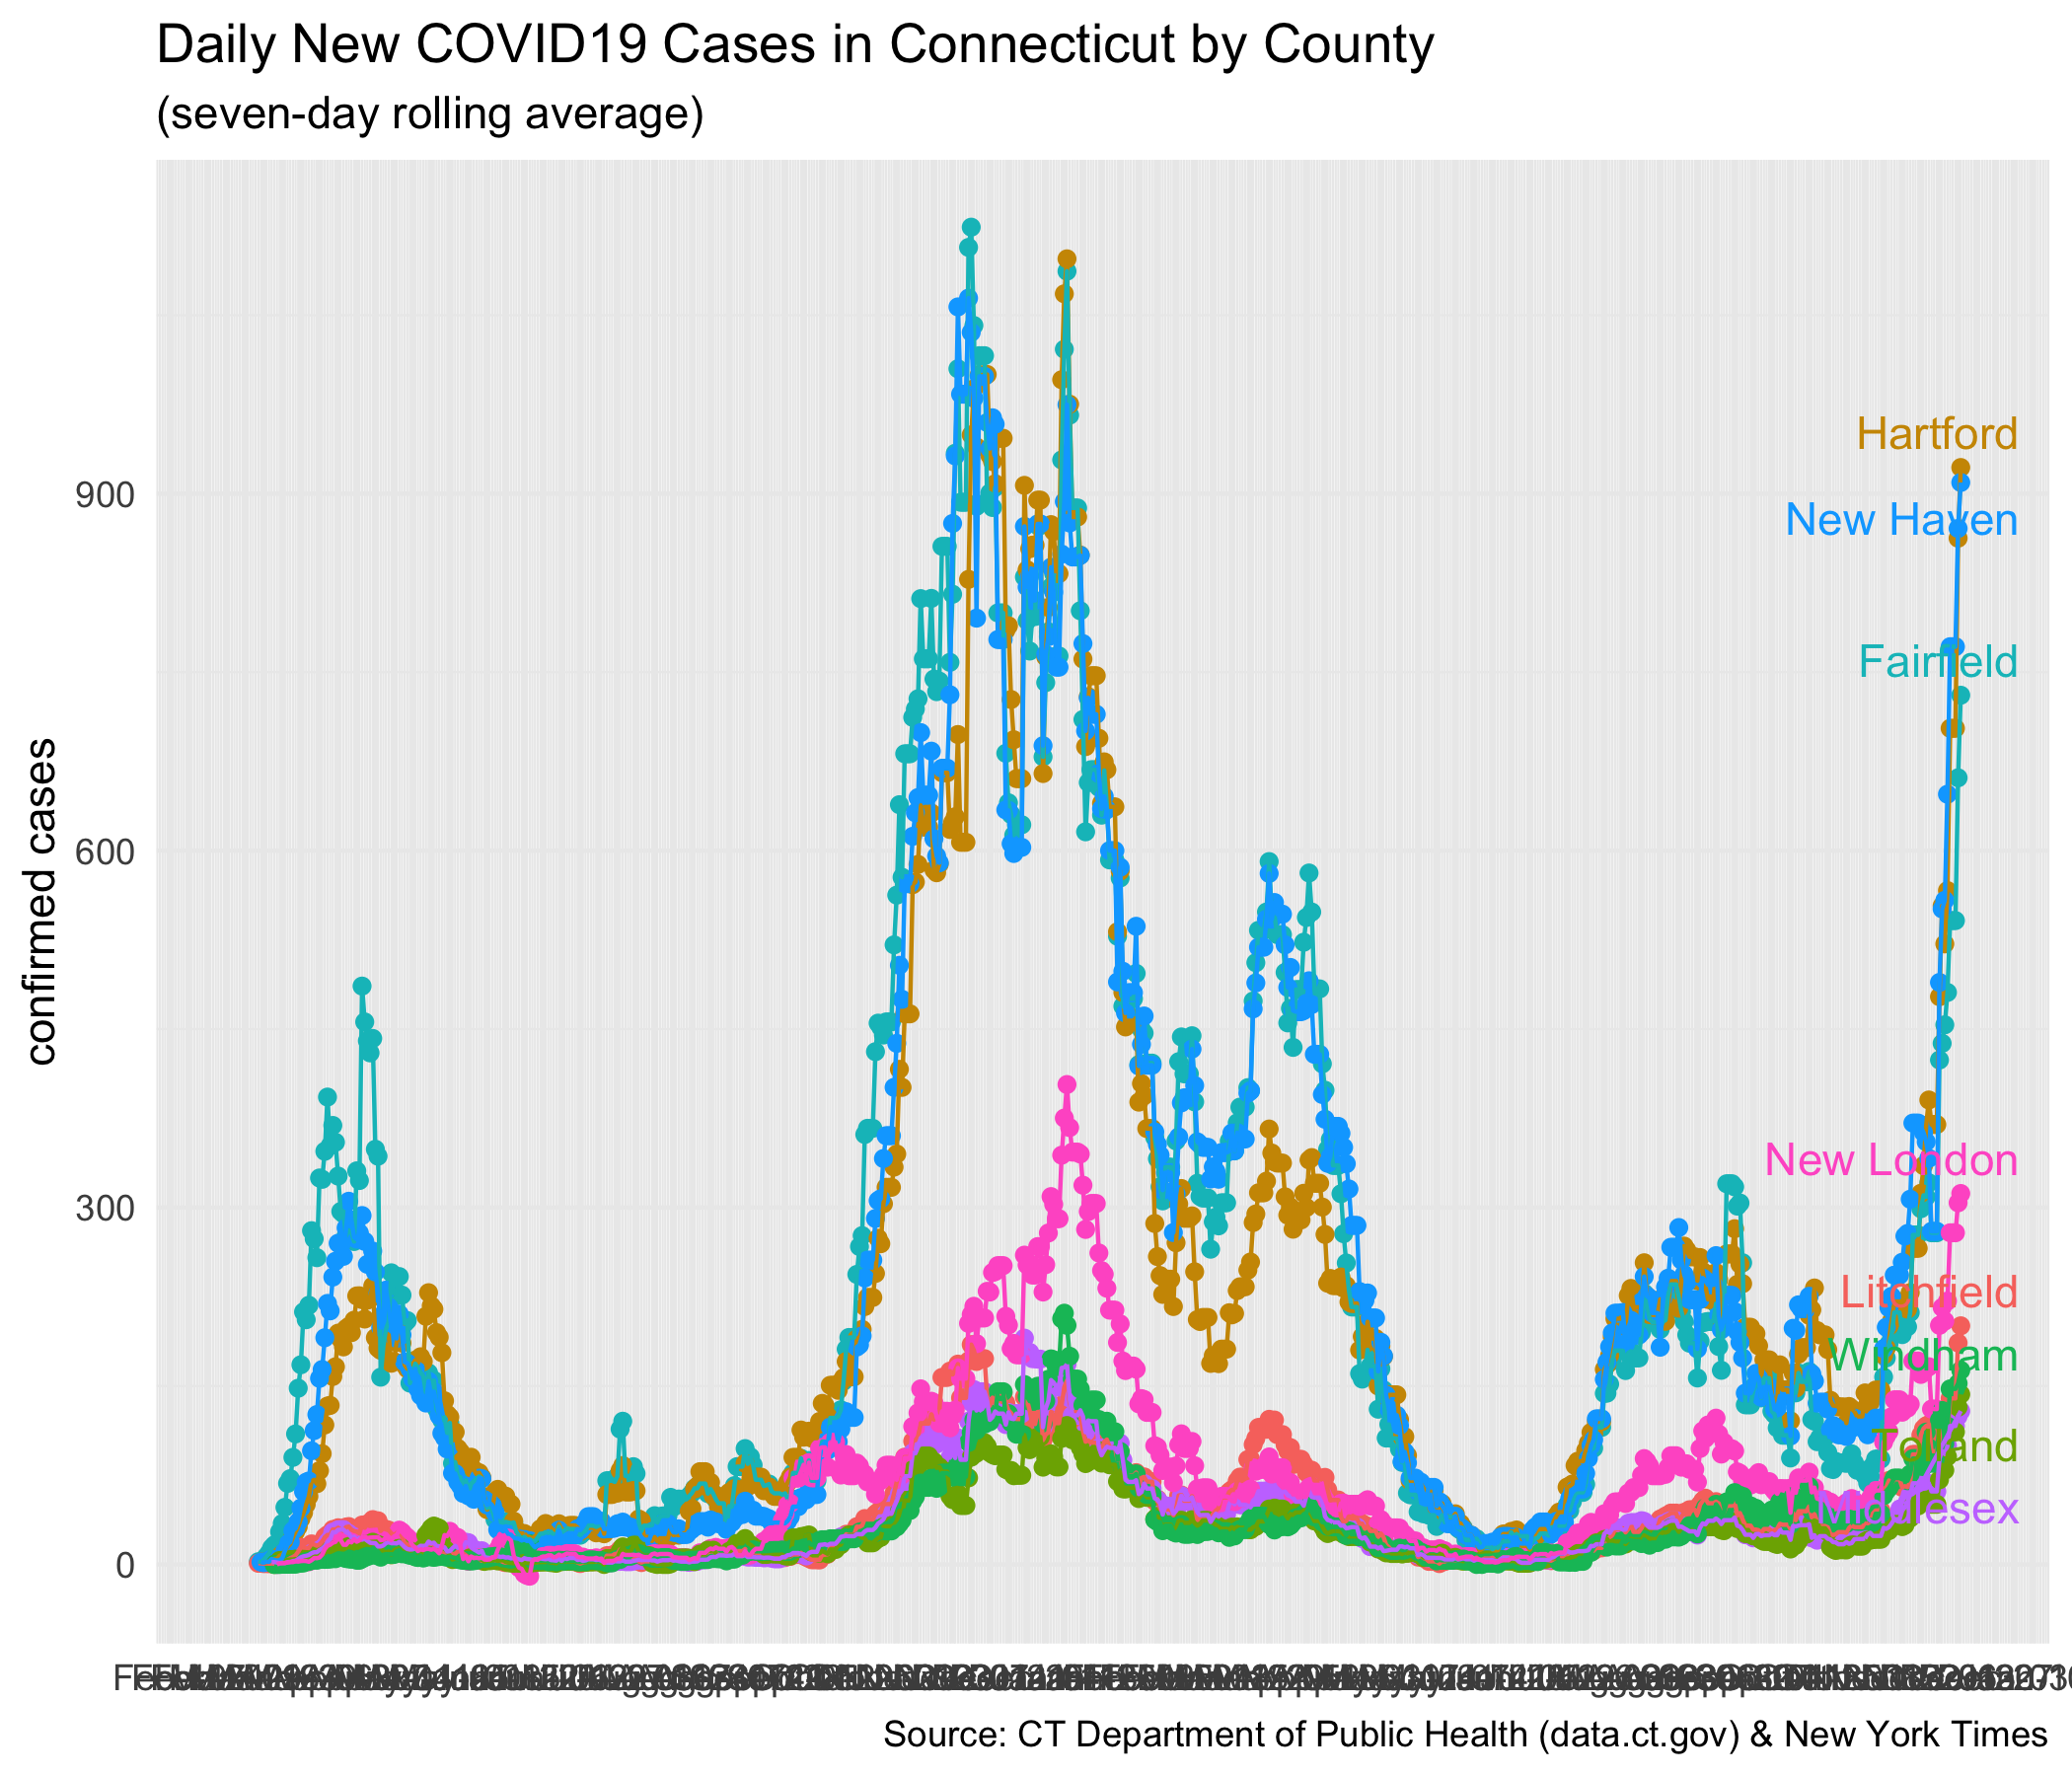 Daily New COVID19 Cases in Connecticut by County
(seven-day rolling average)
confirmed cases
900
600
300
0
Hartford
New Haven
Fairfield
New London
Litchfield
Windham
Tolland
Middlesex
Source: CT Department of Public Health (data.ct.gov) & New York Times